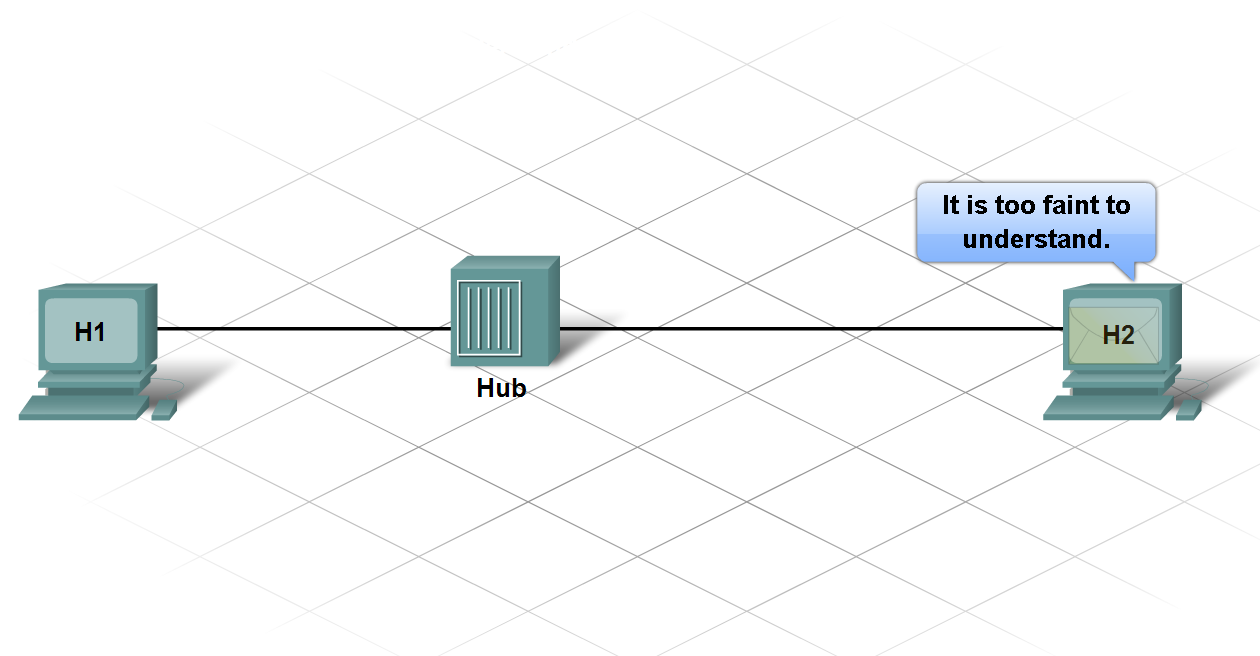 It is too faint to
understand.
H1
H2
Hub